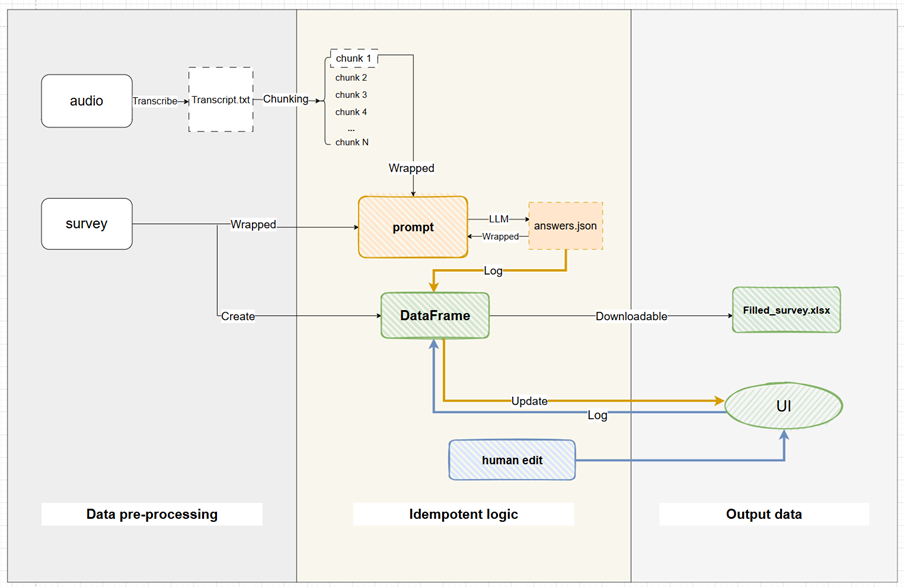 audio
Transcribe
Transcript.txt
Chunking
chunk 1
chunk 2
chunk 3
chunk 4
...
chunk N
Wrapped
survey
Wrapped
prompt
LLM
Wrapped
answers.json
Log
Create
DataFrame
Downloadable
Filled_survey.xlsx
Update
Log
UI
human edit
Data pre-processing
Idempotent logic
Output data